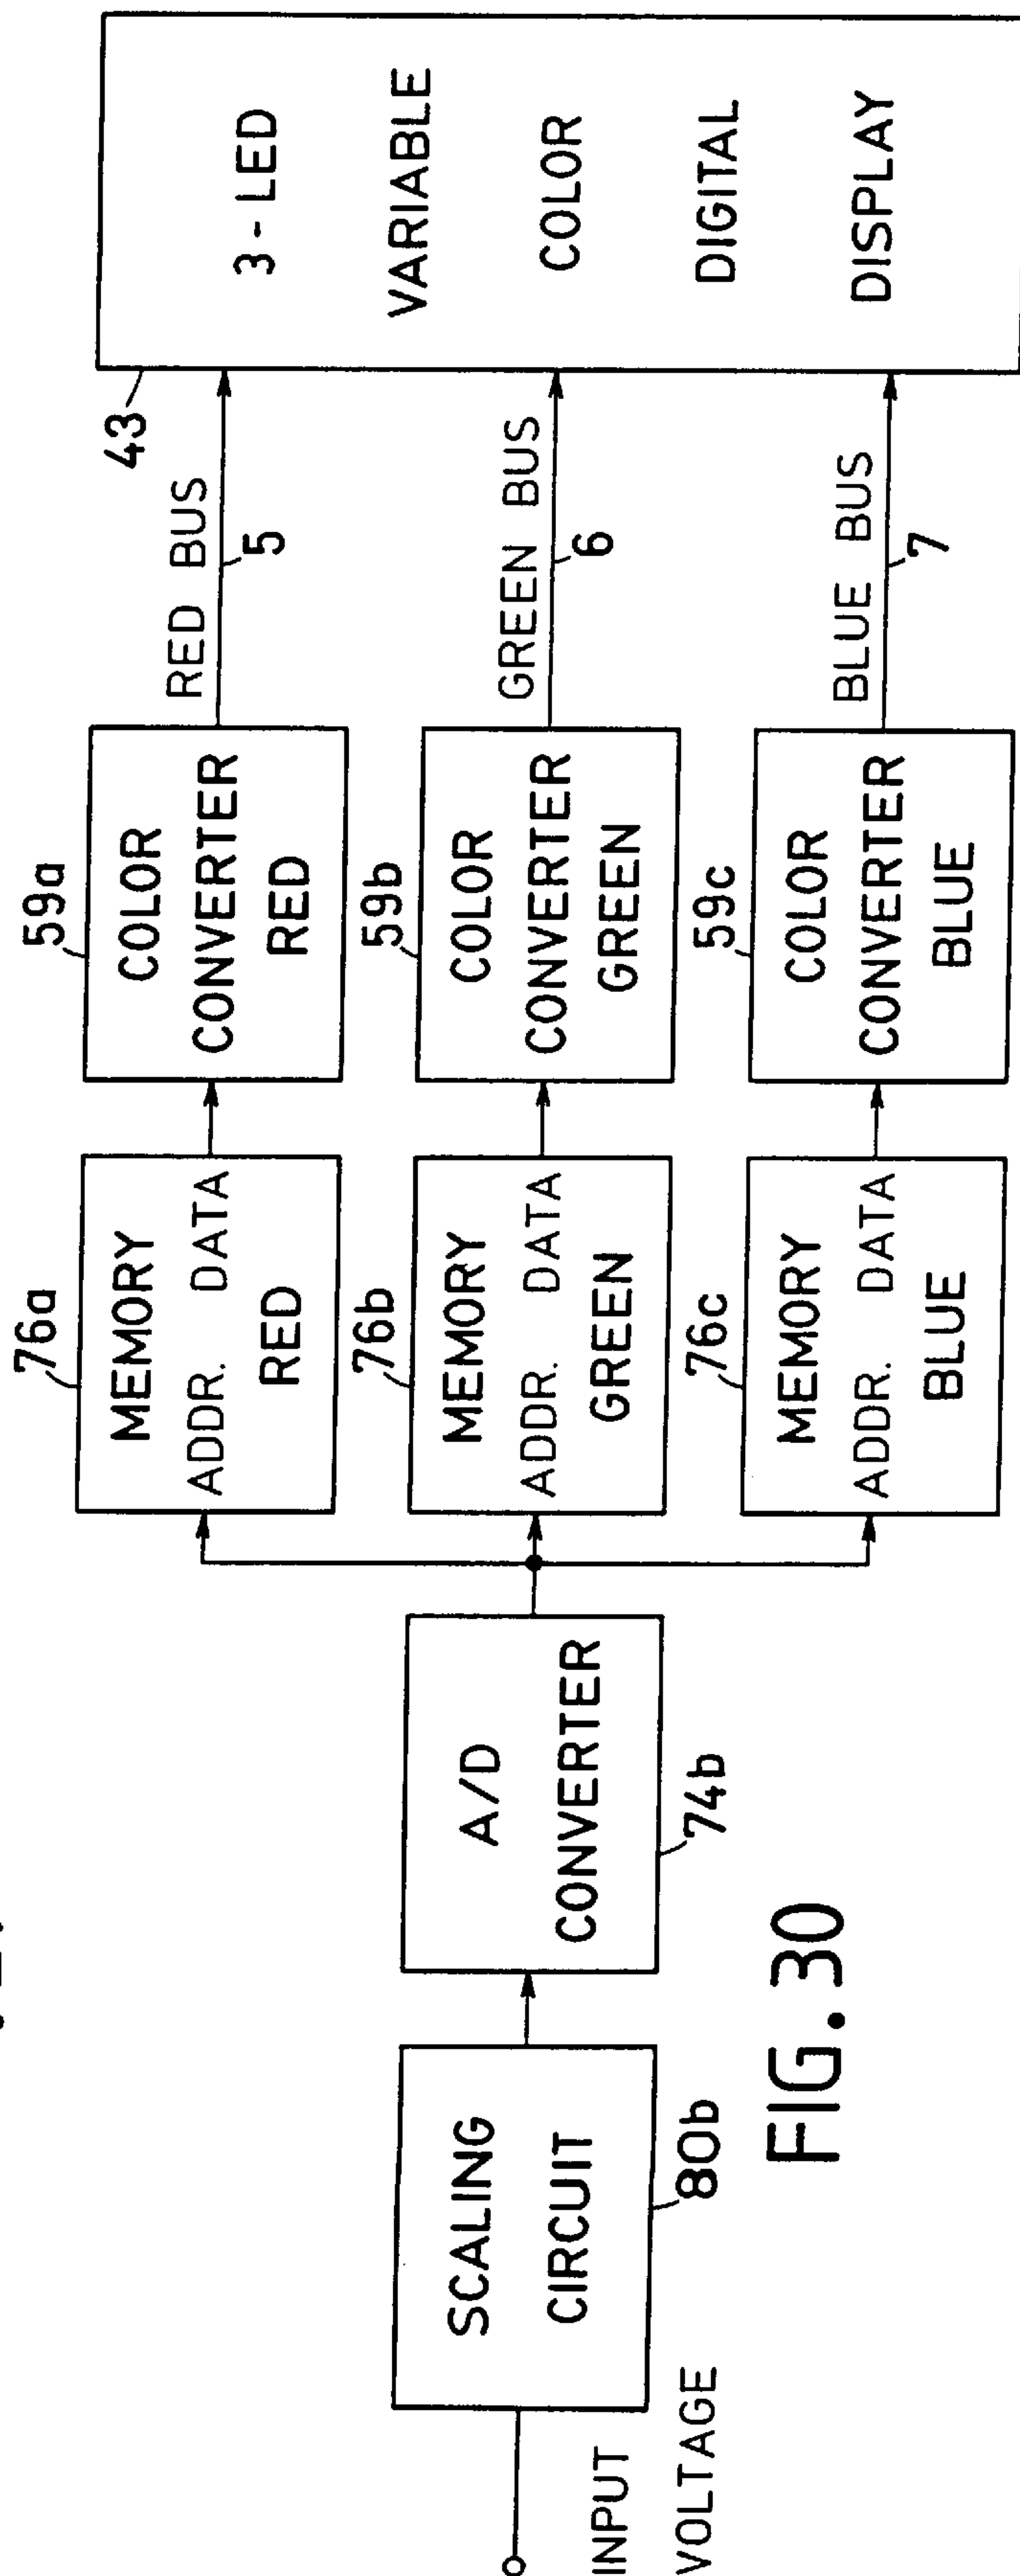 INPUT
VOLTAGE
SCALING
CIRCUIT
80b
A/D
CONVERTER
74b
76a
MEMORY
ADDR. DATA
RED
76b
MEMORY
ADDR. DATA
GREEN
76c
MEMORY
ADDR. DATA
BLUE
59a
COLOR
CONVERTER
RED
59b
COLOR
CONVERTER
GREEN
59c
COLOR
CONVERTER
BLUE
RED BUS
5
GREEN BUS
6
BLUE BUS
7
43
3 - LED
VARIABLE
COLOR
DIGITAL
DISPLAY
FIG. 30